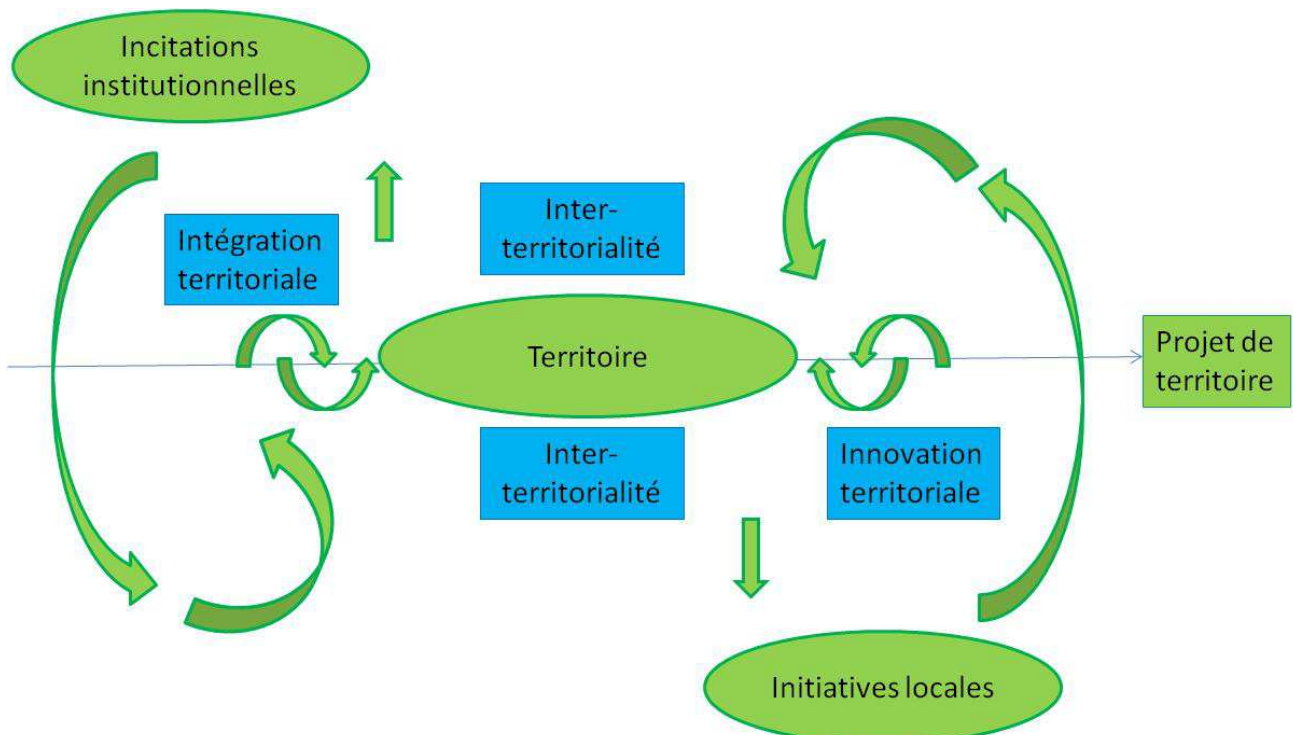 Incitations
institutionnelles
Intégration
territoriale
Inter-
territorialité
Territoire
Projet de
territoire
Inter-
territorialité
Innovation
territoriale
Initiatives locales